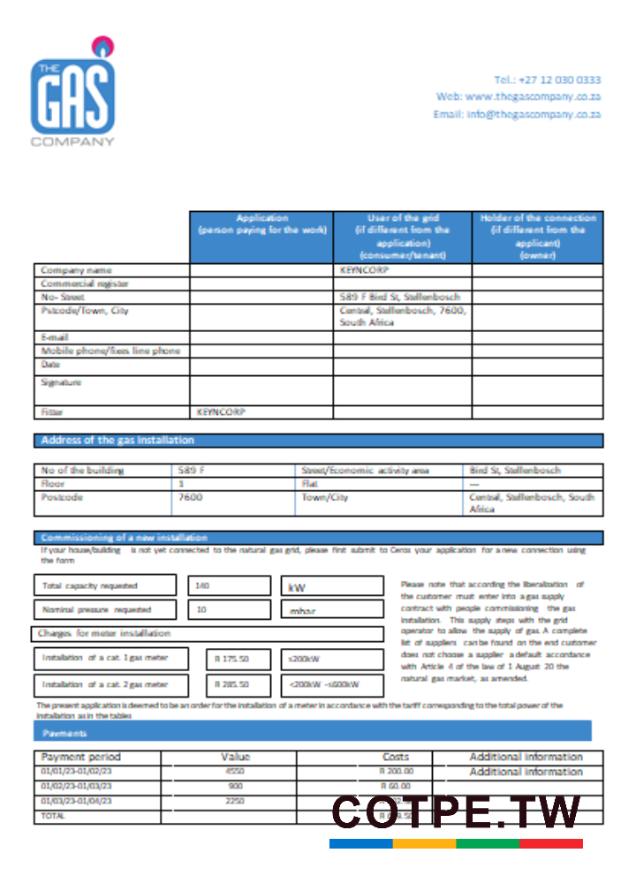 THE
GAS
COMPANY
Tel.: +27 12 030 0333
Web: www.thegascompany.co.za
Email: info@thegascompany.co.za
Application
(person paying for the work)
User of the grid
(if different from the
application)
(consumer/tenant)
Holder of the connection
(if different from the
applicant)
(owner)
Company name KEYNCORP
Commercial register
No- Street 589 F Bird St, Stellenbosch
Pstcode/Town, City Central, Stellenbosch, 7600,
South Africa
E-mail
Mobile phone/fixes line phone
Date
Signature
Fitter KEYNCORP
Address of the gas installation
No of the building 589 F Street/Economic activity area Bird St, Stellenbosch
Floor 1 Flat ---
Postcode 7600 Town/City Central, Stellenbosch, South
Africa
Commissioning of a new installation
If your house/building is not yet connected to the natural gas grid, please first submit to Ceros your application for a new connection using
the form
Total capacity requested 140 kW
Nominal pressure requested 10 mbar
Charges for meter installation
Installation of a cat. 1 gas meter R 175.50 ≤200kW
Installation of a cat. 2 gas meter R 285.50 <200kW -≤600kW
Please note that according the liberalization of
the customer must enter into a gas supply
contract with people commissioning the gas
installation. This supply steps with the grid
operator to allow the supply of gas. A complete
list of suppliers can be found on the end customer
does not choose a supplier a default accordance
with Article 4 of the law of 1 August 20 the
natural gas market, as amended.
The present application is deemed to be an order for the installation of a meter in accordance with the tariff corresponding to the total power of the
installation as in the tables
Payments
Payment period Value Costs Additional information
01/01/23-01/02/23 4550 R 200.00 Additional information
01/02/23-01/03/23 900 R 60.00
01/03/23-01/04/23 2250
TOTAL
COTPE.TW